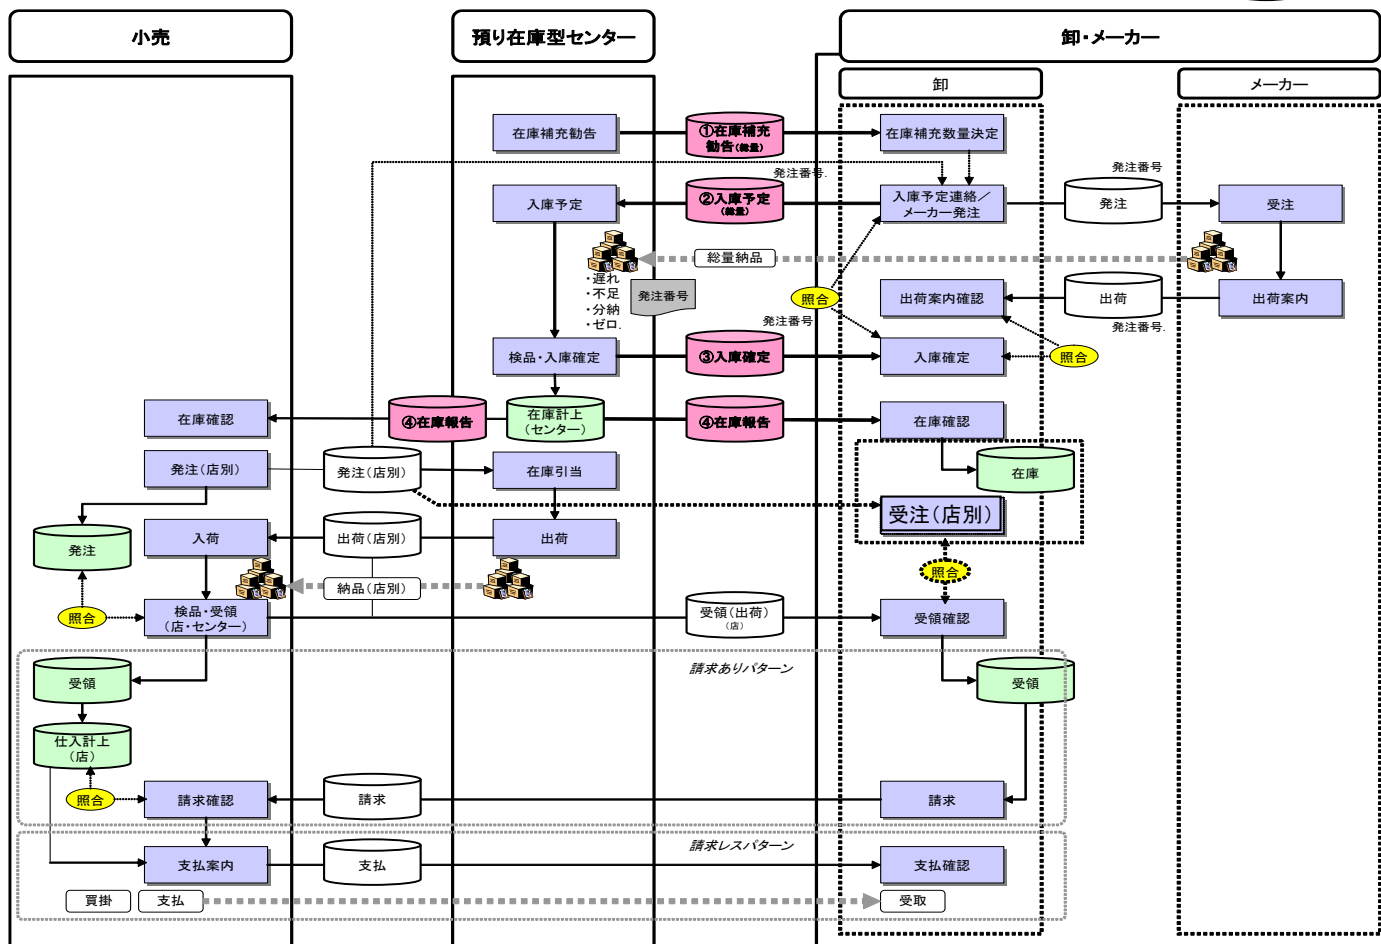 小売
預り在庫型センター
卸・メーカー
卸
メーカー
在庫補充勧告
①在庫補充
勧告(総量)
在庫補充数量決定
発注番号.
発注番号
入庫予定
②入庫予定
(総量)
入庫予定連絡／
メーカー発注
発注
受注
総量納品
・遅れ
・不足
・分納
・ゼロ.
発注番号
照合
出荷案内確認
出荷
出荷案内
発注番号
発注番号.
検品・入庫確定
③入庫確定
入庫確定
照合
在庫確認
④在庫報告
在庫計上
(センター)
④在庫報告
在庫確認
発注(店別)
発注(店別)
在庫引当
在庫
受注(店別)
発注
入荷
出荷(店別)
出荷
照合
納品(店別)
照合
検品・受領
(店・センター)
受領(出荷)
(店)
受領確認
請求ありパターン
受領
受領
仕入計上
(店)
照合
請求確認
請求
請求
請求レスパターン
支払案内
支払
支払確認
買掛
支払
受取